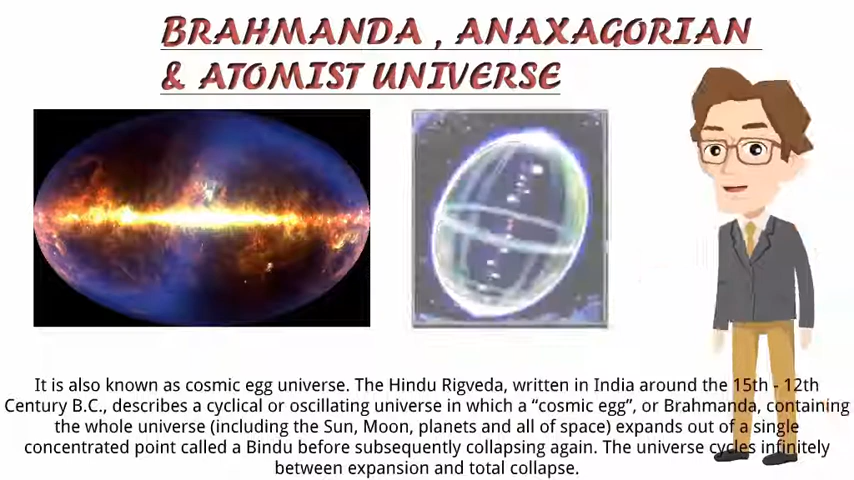 BRAHMANDA , ANAXAGORIAN
& ATOMIST UNIVERSE
It is also known as cosmic egg universe. The Hindu Rigveda, written in India around the 15th - 12th
Century B.C., describes a cyclical or oscillating universe in which a “cosmic egg”, or Brahmanda, containing
the whole universe (including the Sun, Moon, planets and all of space) expands out of a single
concentrated point called a Bindu before subsequently collapsing again. The universe cycles infinitely
between expansion and total collapse.